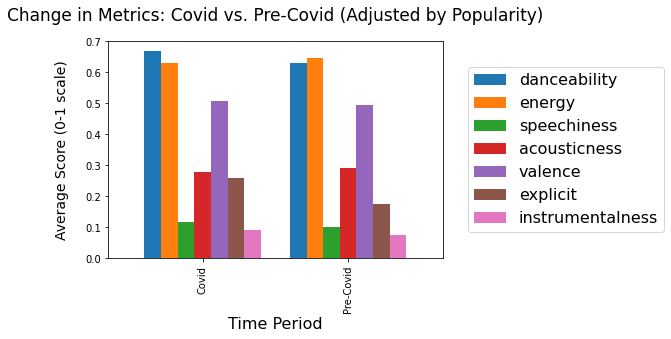 Change in Metrics: Covid vs. Pre-Covid (Adjusted by Popularity)
Average Score (0-1 scale)
0.7
0.6
0.5
0.4
0.3
0.2
0.1
0.0
Covid
Pre-Covid
Time Period
danceability
energy
speechiness
acousticness
valence
explicit
instrumentalness